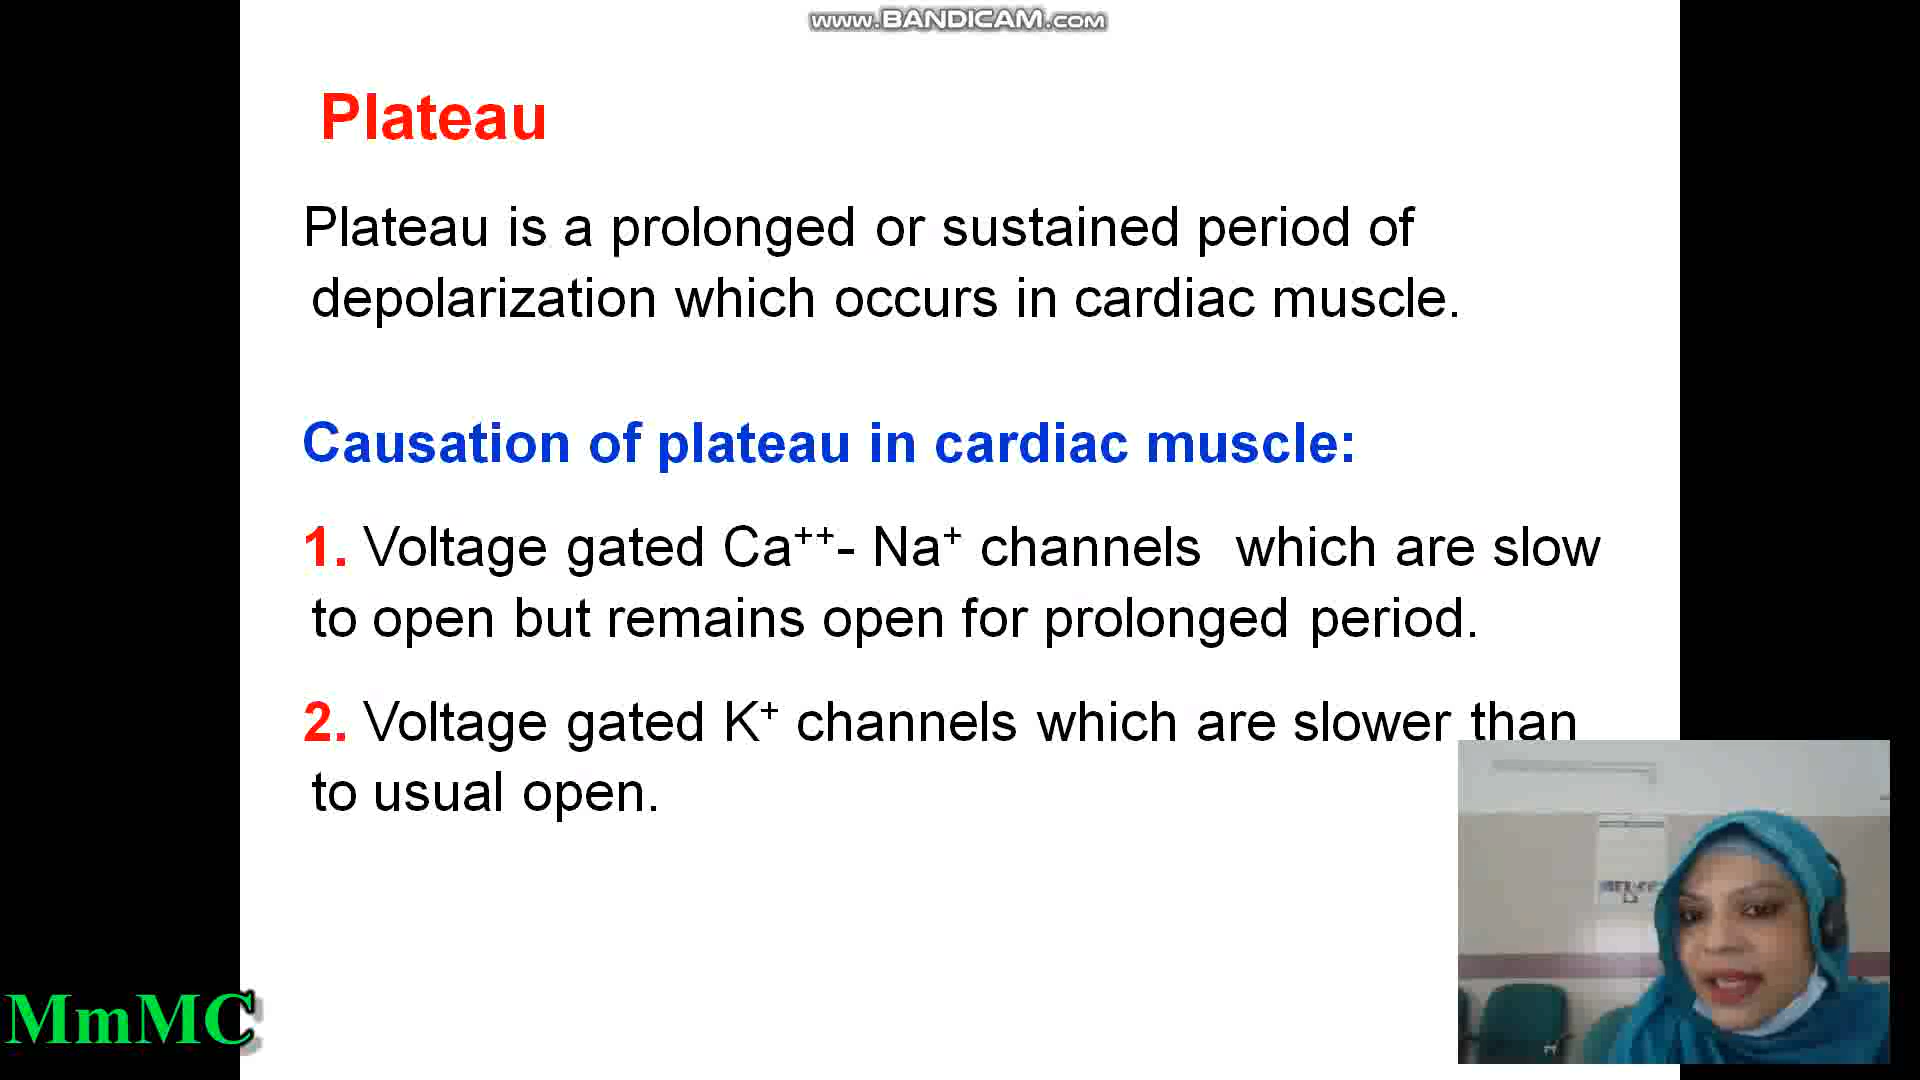 www.BANDICAM.com
Plateau
Plateau is a prolonged or sustained period of
depolarization which occurs in cardiac muscle.
Causation of plateau in cardiac muscle:
1. Voltage gated Ca⁺⁺- Na⁺ channels which are slow
to open but remains open for prolonged period.
2. Voltage gated K⁺ channels which are slower than
to usual open.
MmMC